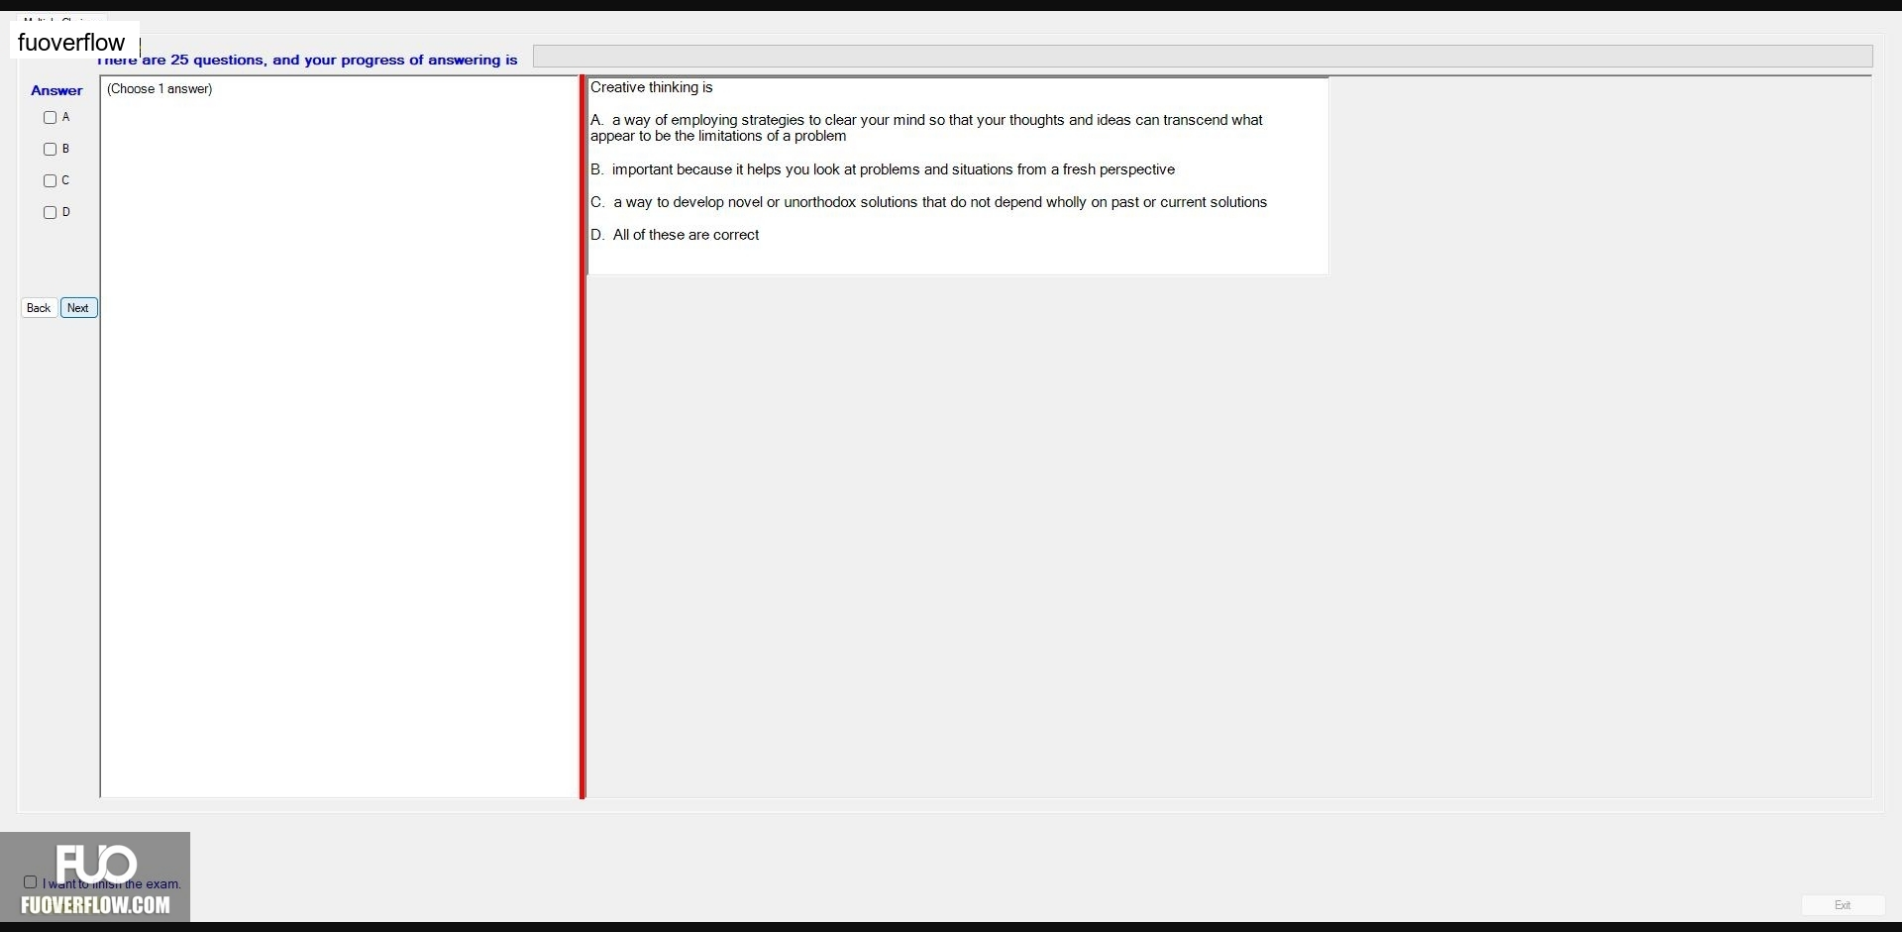 fuoverflow
There are 25 questions, and your progress of answering is
Answer
(Choose 1 answer)
A
B
C
D
Back
Next
Creative thinking is
A. a way of employing strategies to clear your mind so that your thoughts and ideas can transcend what
appear to be the limitations of a problem
B. important because it helps you look at problems and situations from a fresh perspective
C. a way to develop novel or unorthodox solutions that do not depend wholly on past or current solutions
D. All of these are correct
FUO
I want to finish the exam.
FUOVERFLOW.COM
Exit